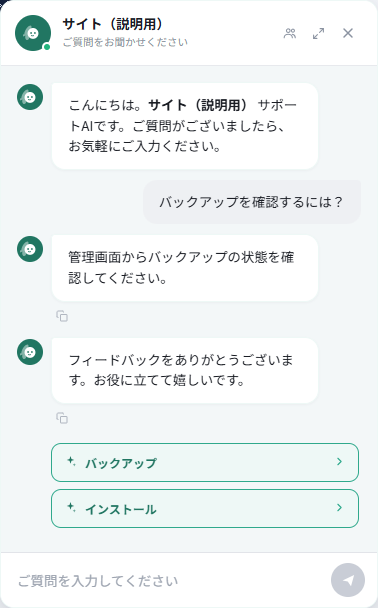 サイト（説明用）
ご質問をお聞かせください
こんにちは。サイト（説明用） サポー
トAIです。ご質問がございましたら、
お気軽にご入力ください。
バックアップを確認するには？
管理画面からバックアップの状態を確
認してください。
フィードバックをありがとうございま
す。お役に立てて嬉しいです。
バックアップ
インストール
ご質問を入力してください